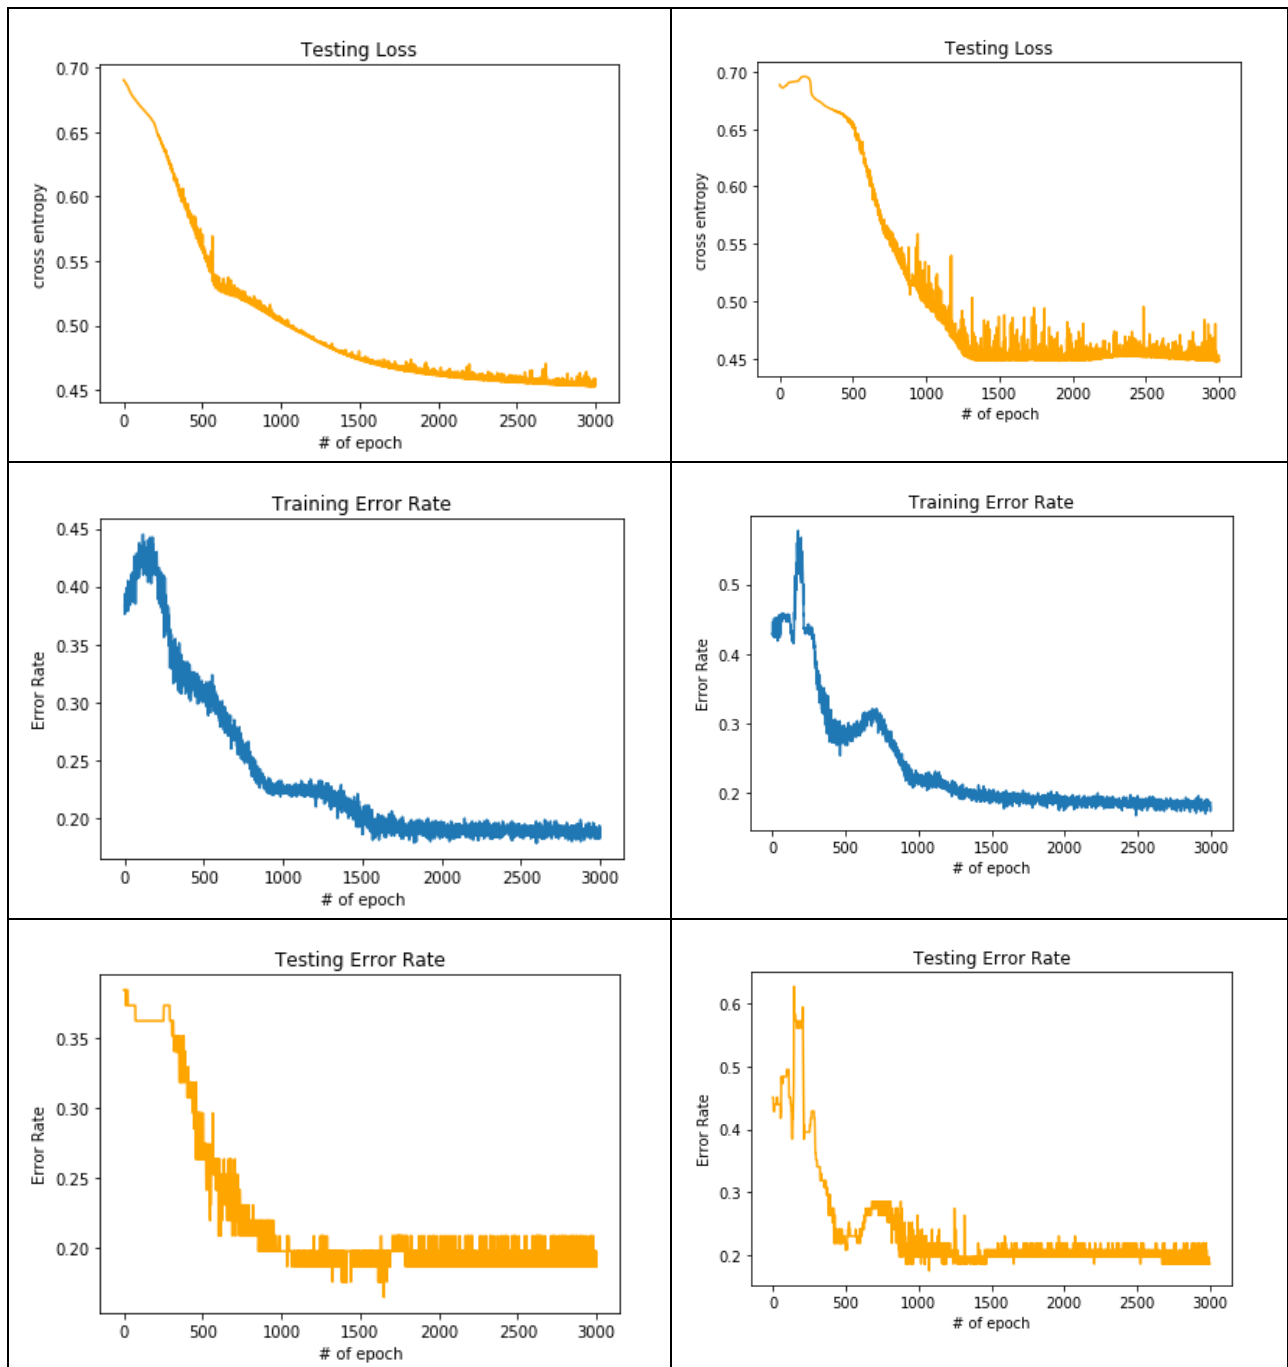 Testing Loss
0.70
0.65
0.60
0.55
0.50
0.45
cross entropy
0 500 1000 1500 2000 2500 3000
# of epoch
Testing Loss
0.70
0.65
0.60
0.55
0.50
0.45
cross entropy
0 500 1000 1500 2000 2500 3000
# of epoch
Training Error Rate
0.45
0.40
0.35
0.30
0.25
0.20
Error Rate
0 500 1000 1500 2000 2500 3000
# of epoch
Training Error Rate
0.5
0.4
0.3
0.2
Error Rate
0 500 1000 1500 2000 2500 3000
# of epoch
Testing Error Rate
0.35
0.30
0.25
0.20
Error Rate
0 500 1000 1500 2000 2500 3000
# of epoch
Testing Error Rate
0.6
0.5
0.4
0.3
0.2
Error Rate
0 500 1000 1500 2000 2500 3000
# of epoch